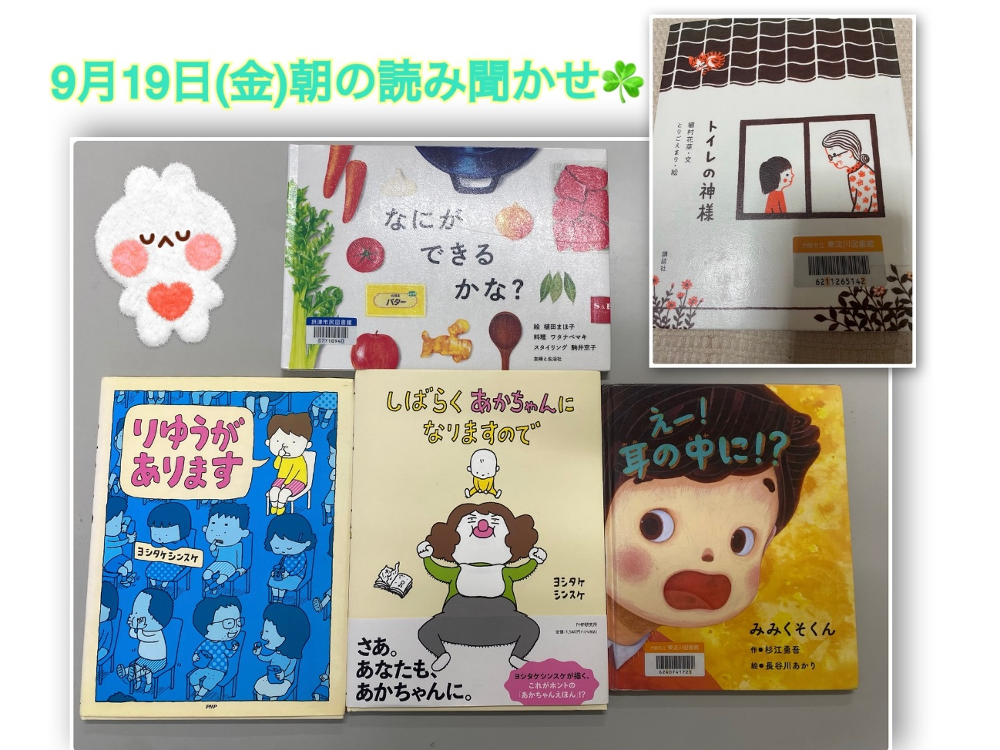 9月19日(金)朝の読み聞かせ
トイレの神様
植村花菜・文
とりごえまり・絵
講談社
大阪市立 東淀川図書館
6211265142
なにが
できる
かな?
バター
S&B
摂津市民図書館
絵 植田まほ子
料理 ワタナベマキ
スタイリング 駒井京子
主婦と生活社
りゆうが
あります
ヨシタケシンスケ
PHP
しばらくあかちゃんに
なりますので
ヨシタケ
シンスケ
PHP研究所
定価:1,540円(10%税込)
さあ。
あなたも、
あかちゃんに。
ヨシタケシンスケが描く、
これがホントの
「あかちゃんえほん」!?
えー!
耳の中に!?
みみくそくん
作●杉江勇吾
絵●長谷川あかり
大阪市立 東淀川図書館
6240741725